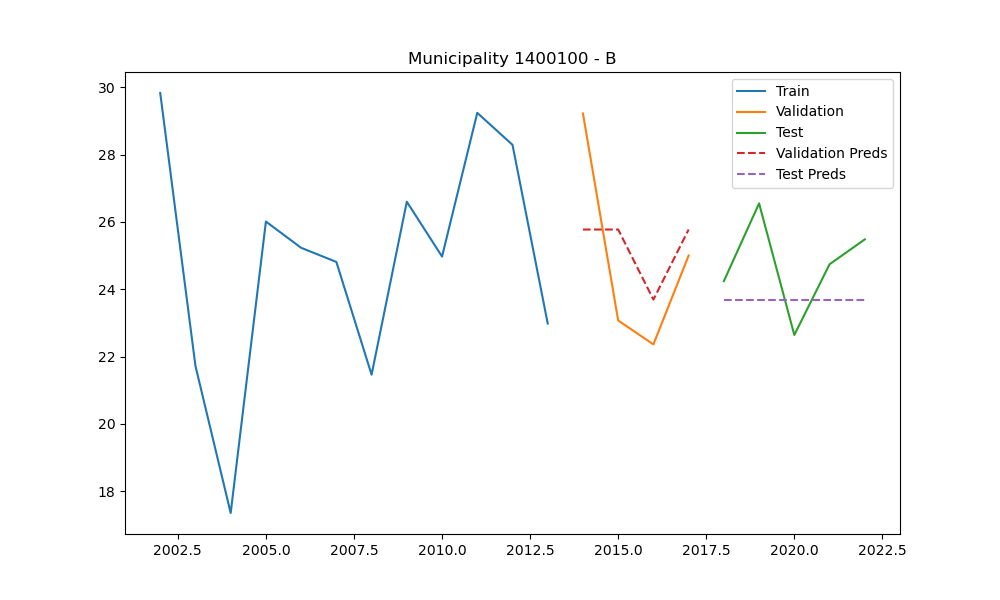 Municipality 1400100 - B
Train
Validation
Test
Validation Preds
Test Preds
30
28
26
24
22
20
18
2002.5 2005.0 2007.5 2010.0 2012.5 2015.0 2017.5 2020.0 2022.5